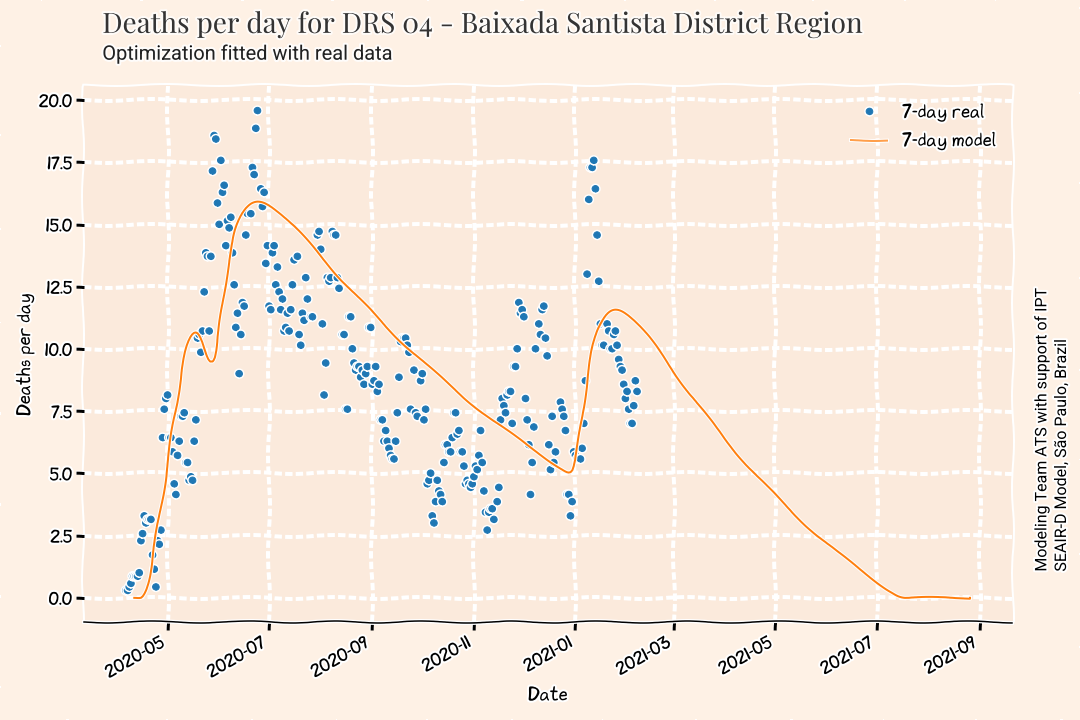 Deaths per day for DRS 04 - Baixada Santista District Region
Optimization fitted with real data
20.0
17.5
15.0
12.5
10.0
7.5
5.0
2.5
0.0
Deaths per day
7-day real
7-day model
2020-05
2020-07
2020-09
2020-11
2021-01
2021-03
2021-05
2021-07
2021-09
Date
Modeling Team ATS with support of IPT
SEAIR-D Model, São Paulo, Brazil